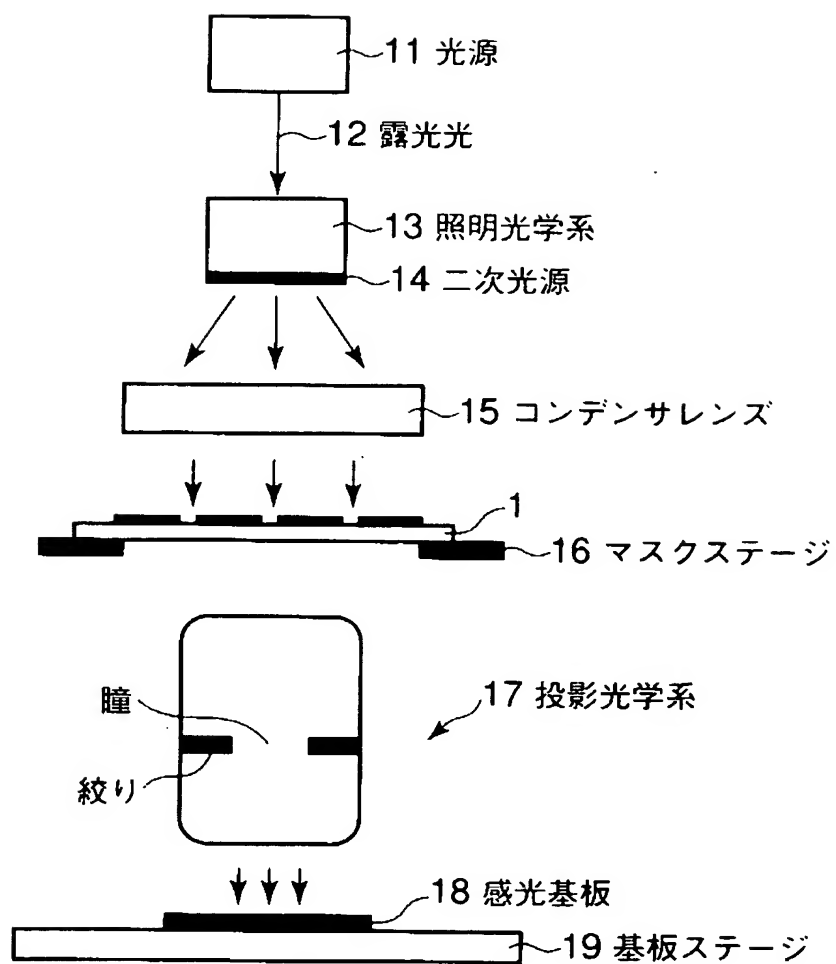 11 光源
12 露光光
13 照明光学系
14 二次光源
15 コンデンサレンズ
1
16 マスクステージ
17 投影光学系
瞳
絞り
18 感光基板
19 基板ステージ